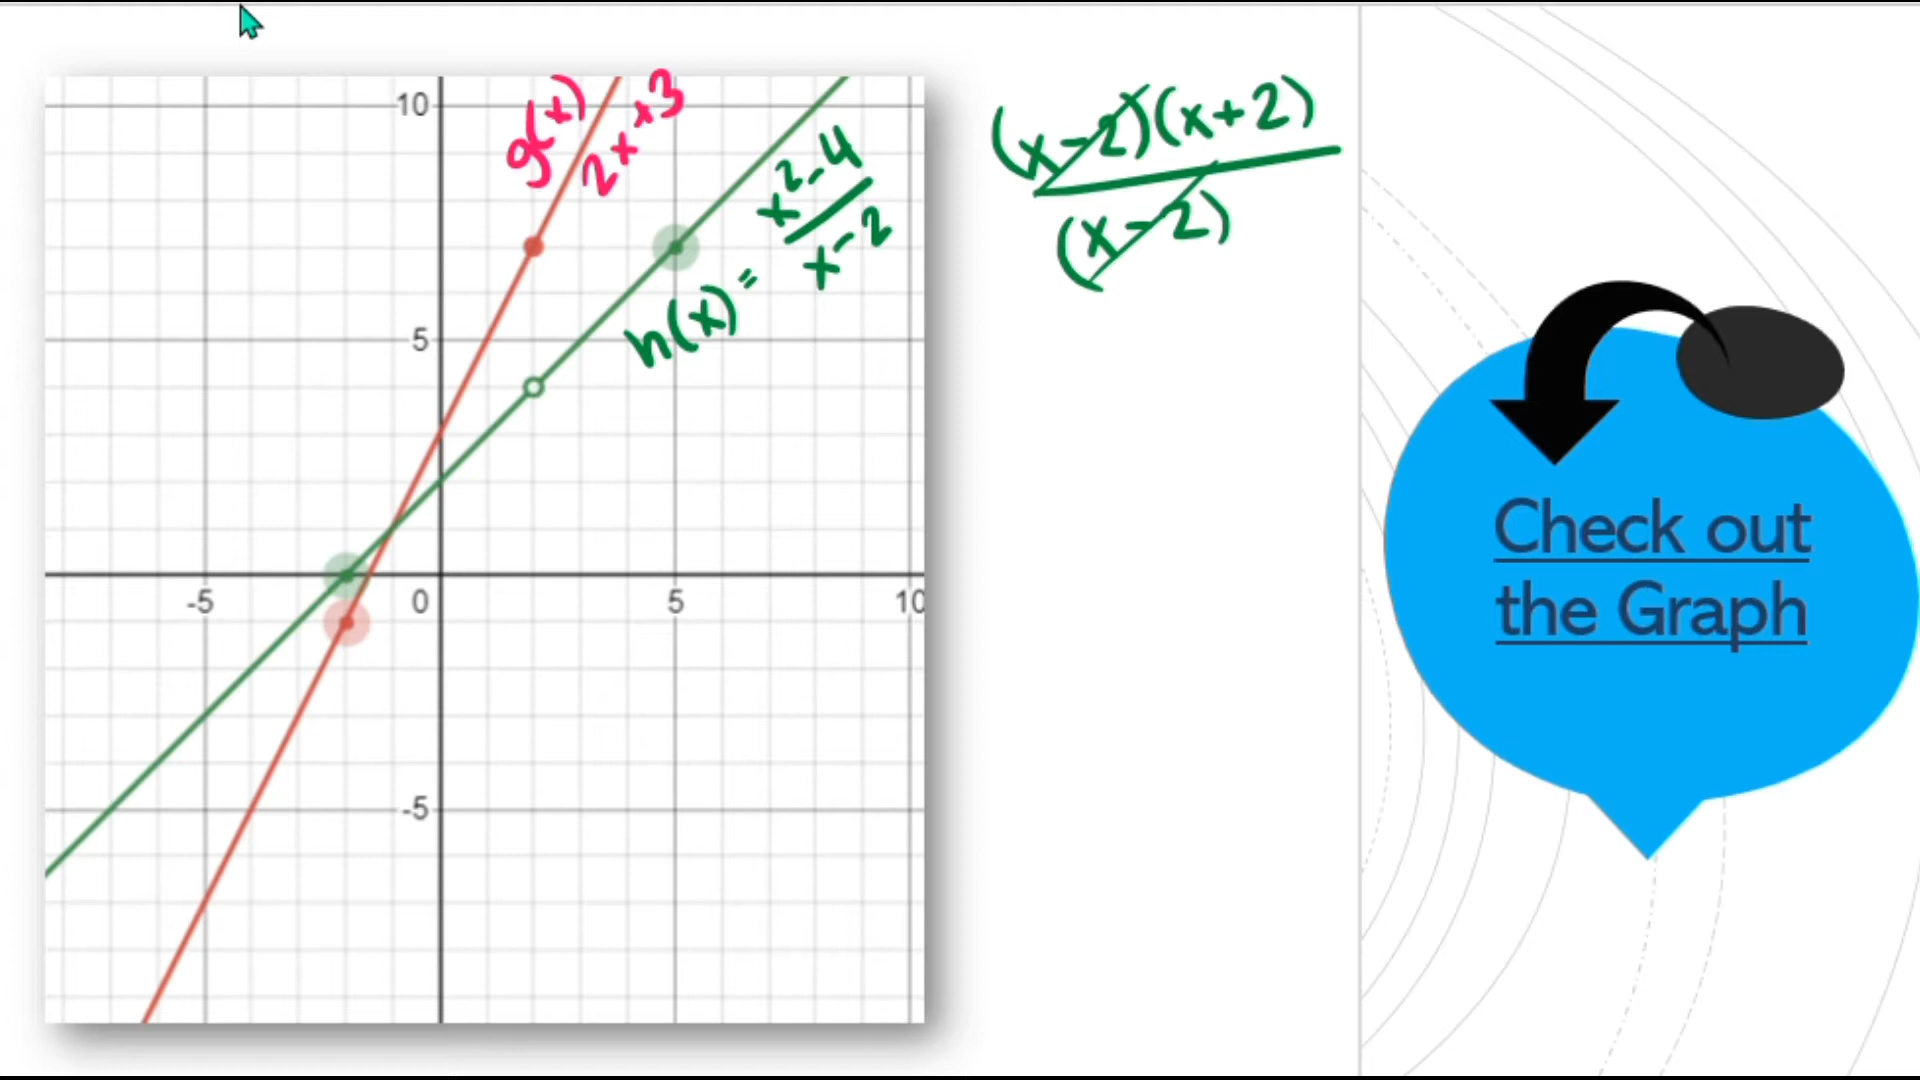 10
5
-5
0
5
10
-5
g(x)
2x+3
h(x) = x²-4
x-2
(x-2)(x+2)
(x-2)
Check out
the Graph